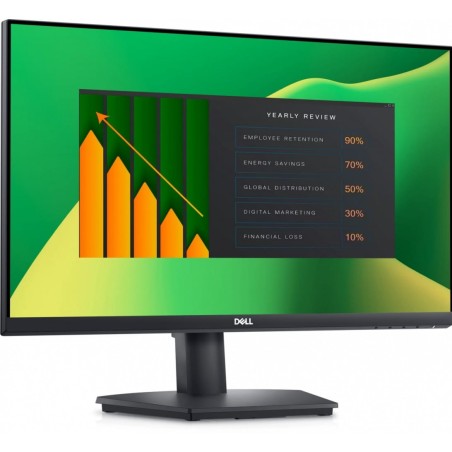 YEARLY REVIEW
EMPLOYEE RETENTION 90%
ENERGY SAVINGS 70%
GLOBAL DISTRIBUTION 50%
DIGITAL MARKETING 30%
FINANCIAL LOSS 10%
DELL